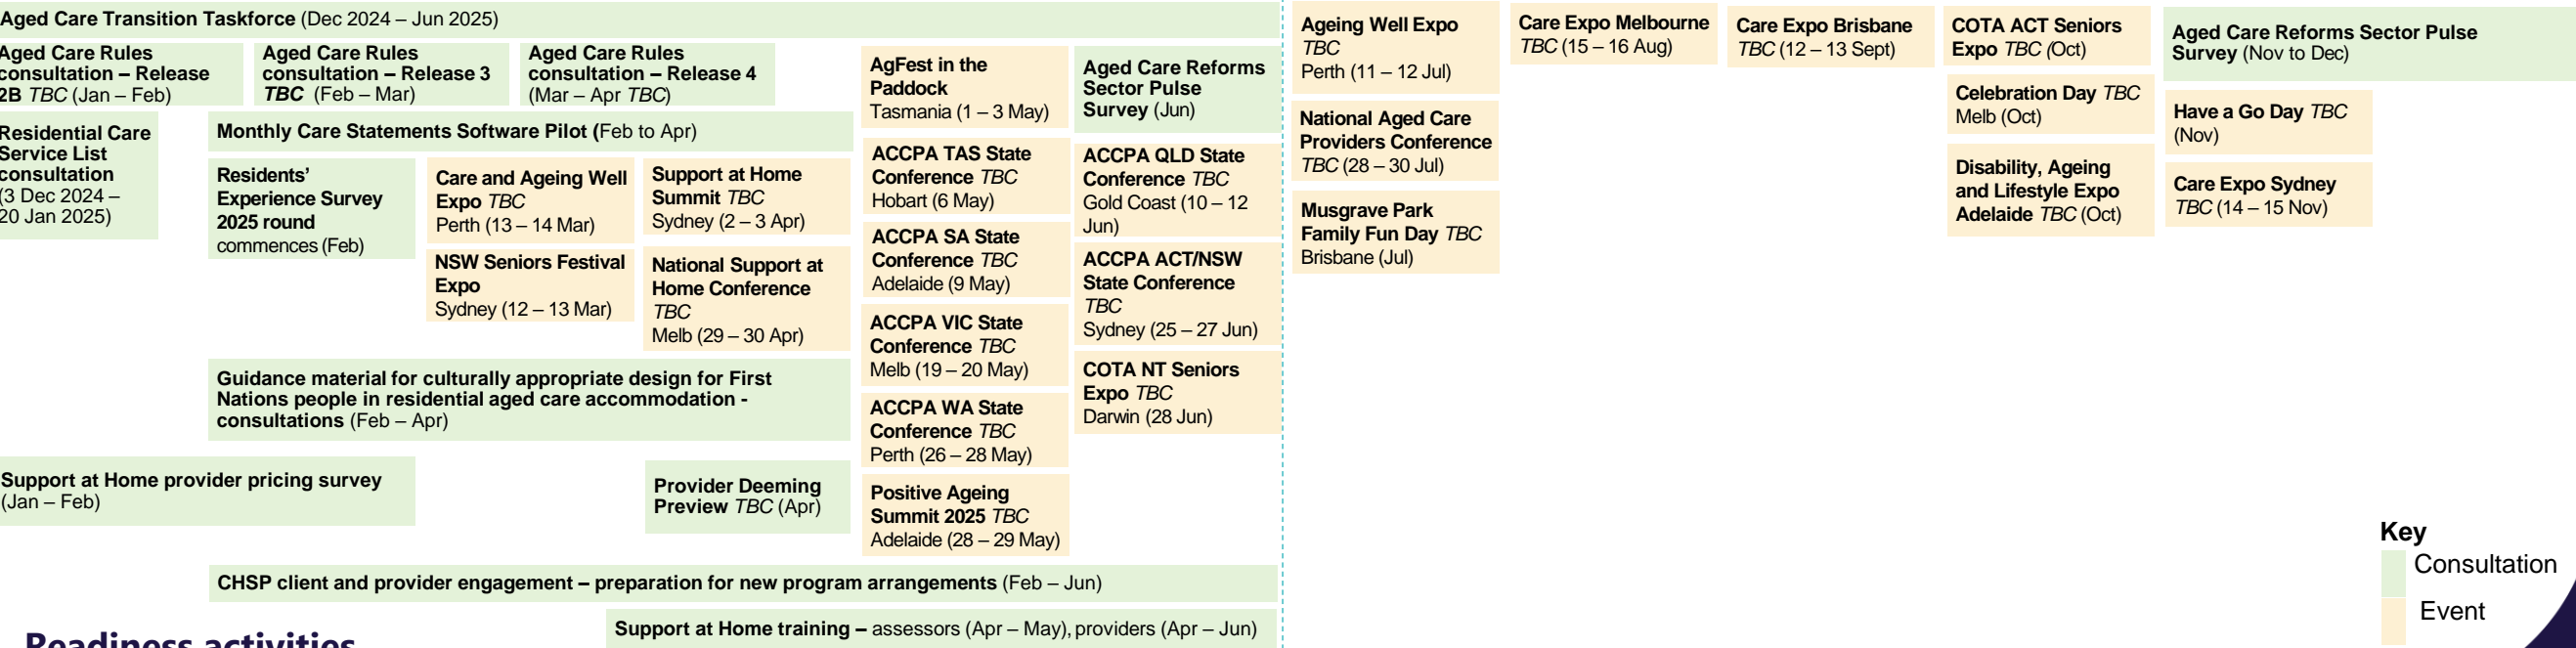 Aged Care Transition Taskforce (Dec 2024 – Jun 2025)
Aged Care Rules
consultation – Release
2B TBC (Jan – Feb)
Aged Care Rules
consultation – Release 3
TBC (Feb – Mar)
Aged Care Rules
consultation – Release 4
(Mar – Apr TBC)
Residential Care
Service List
consultation
(3 Dec 2024 –
20 Jan 2025)
Monthly Care Statements Software Pilot (Feb to Apr)
Residents’
Experience Survey
2025 round
commences (Feb)
Care and Ageing Well
Expo TBC
Perth (13 – 14 Mar)
NSW Seniors Festival
Expo
Sydney (12 – 13 Mar)
Support at Home
Summit TBC
Sydney (2 – 3 Apr)
National Support at
Home Conference
TBC
Melb (29 – 30 Apr)
Guidance material for culturally appropriate design for First
Nations people in residential aged care accommodation -
consultations (Feb – Apr)
Support at Home provider pricing survey
(Jan – Feb)
Provider Deeming
Preview TBC (Apr)
AgFest in the
Paddock
Tasmania (1 – 3 May)
ACCPA TAS State
Conference TBC
Hobart (6 May)
ACCPA SA State
Conference TBC
Adelaide (9 May)
ACCPA VIC State
Conference TBC
Melb (19 – 20 May)
ACCPA WA State
Conference TBC
Perth (26 – 28 May)
Positive Ageing
Summit 2025 TBC
Adelaide (28 – 29 May)
Aged Care Reforms
Sector Pulse
Survey (Jun)
ACCPA QLD State
Conference TBC
Gold Coast (10 – 12
Jun)
ACCPA ACT/NSW
State Conference
TBC
Sydney (25 – 27 Jun)
COTA NT Seniors
Expo TBC
Darwin (28 Jun)
CHSP client and provider engagement – preparation for new program arrangements (Feb – Jun)
Support at Home training – assessors (Apr – May), providers (Apr – Jun)
Readiness activities
Ageing Well Expo
TBC
Perth (11 – 12 Jul)
National Aged Care
Providers Conference
TBC (28 – 30 Jul)
Musgrave Park
Family Fun Day TBC
Brisbane (Jul)
Care Expo Melbourne
TBC (15 – 16 Aug)
Care Expo Brisbane
TBC (12 – 13 Sept)
COTA ACT Seniors
Expo TBC (Oct)
Celebration Day TBC
Melb (Oct)
Disability, Ageing
and Lifestyle Expo
Adelaide TBC (Oct)
Aged Care Reforms Sector Pulse
Survey (Nov to Dec)
Have a Go Day TBC
(Nov)
Care Expo Sydney
TBC (14 – 15 Nov)
Key
Consultation
Event